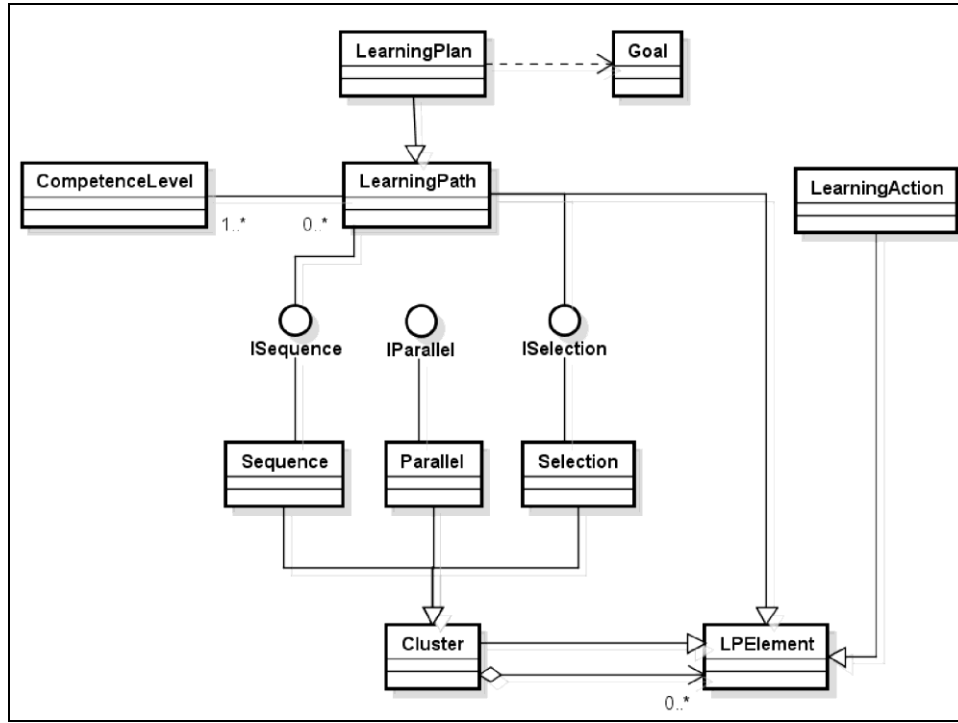 LearningPlan
Goal
CompetenceLevel
LearningPath
LearningAction
1..*
0..*
ISequence
IParallel
ISelection
Sequence
Parallel
Selection
Cluster
LPElement
0..*